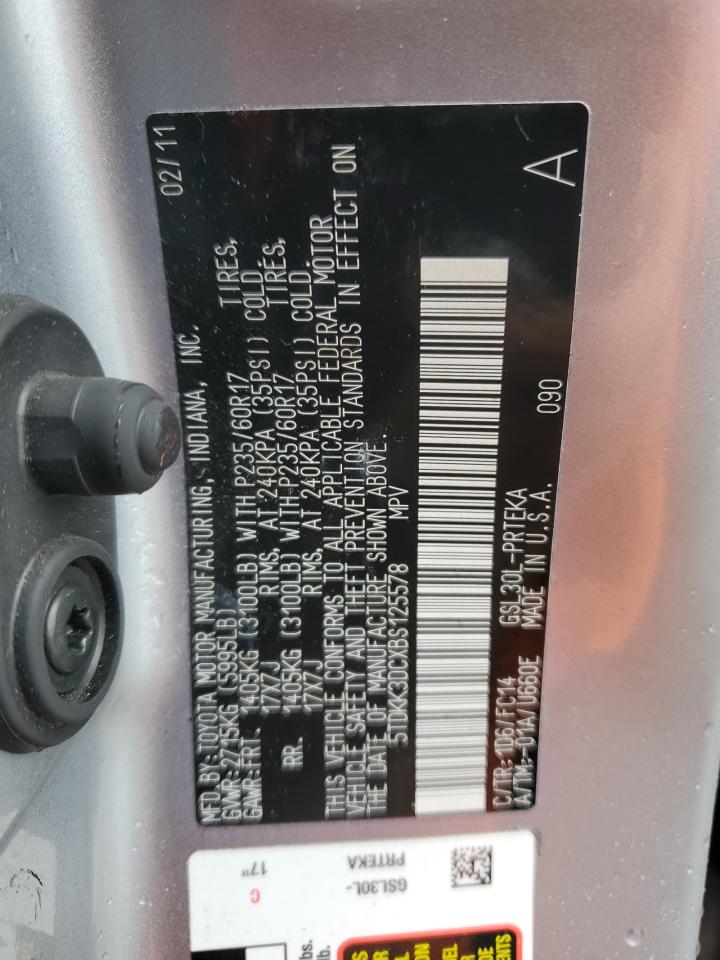 MFD BY: TOYOTA MOTOR MANUFACTURING, INDIANA, INC. 02/11
GVWR: 2715KG (5995LB)
GAWR: FRT. 1405KG (3100LB) WITH P235/60R17 TIRES,
17X7J RIMS, AT 240KPA (35PSI) COLD.
RR. 1405KG (3100LB) WITH P235/60R17 TIRES,
17X7J RIMS, AT 240KPA (35PSI) COLD.
THIS VEHICLE CONFORMS TO ALL APPLICABLE FEDERAL MOTOR
VEHICLE SAFETY AND THEFT PREVENTION STANDARDS IN EFFECT ON
THE DATE OF MANUFACTURE SHOWN ABOVE.
5TDKK3DCXBS125578 MPV
C/TR: 1D6/FC14 GSL30L-PRTEKA 090 A
A/TM:-01A/U660E MADE IN U.S.A.
C
17"
GSL30L-
PRTEKA
bs.
lb.